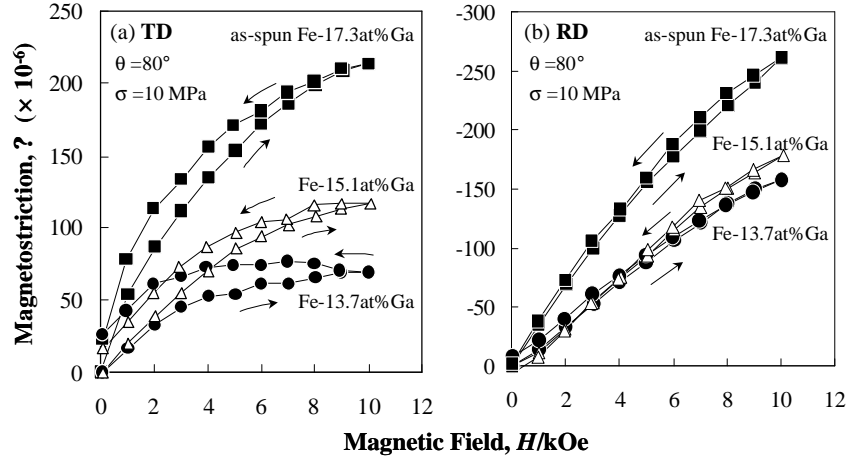 (a) TD
as-spun Fe-17.3at%Ga
θ =80°
σ =10 MPa
Fe-15.1at%Ga
Fe-13.7at%Ga
250
200
150
100
50
0
0 2 4 6 8 10 12
Magnetostriction, ? (× 10⁻⁶)
(b) RD
as-spun Fe-17.3at%Ga
θ =80°
σ =10 MPa
Fe-15.1at%Ga
Fe-13.7at%Ga
-300
-250
-200
-150
-100
-50
-0
0 2 4 6 8 10 12
Magnetic Field, H/kOe